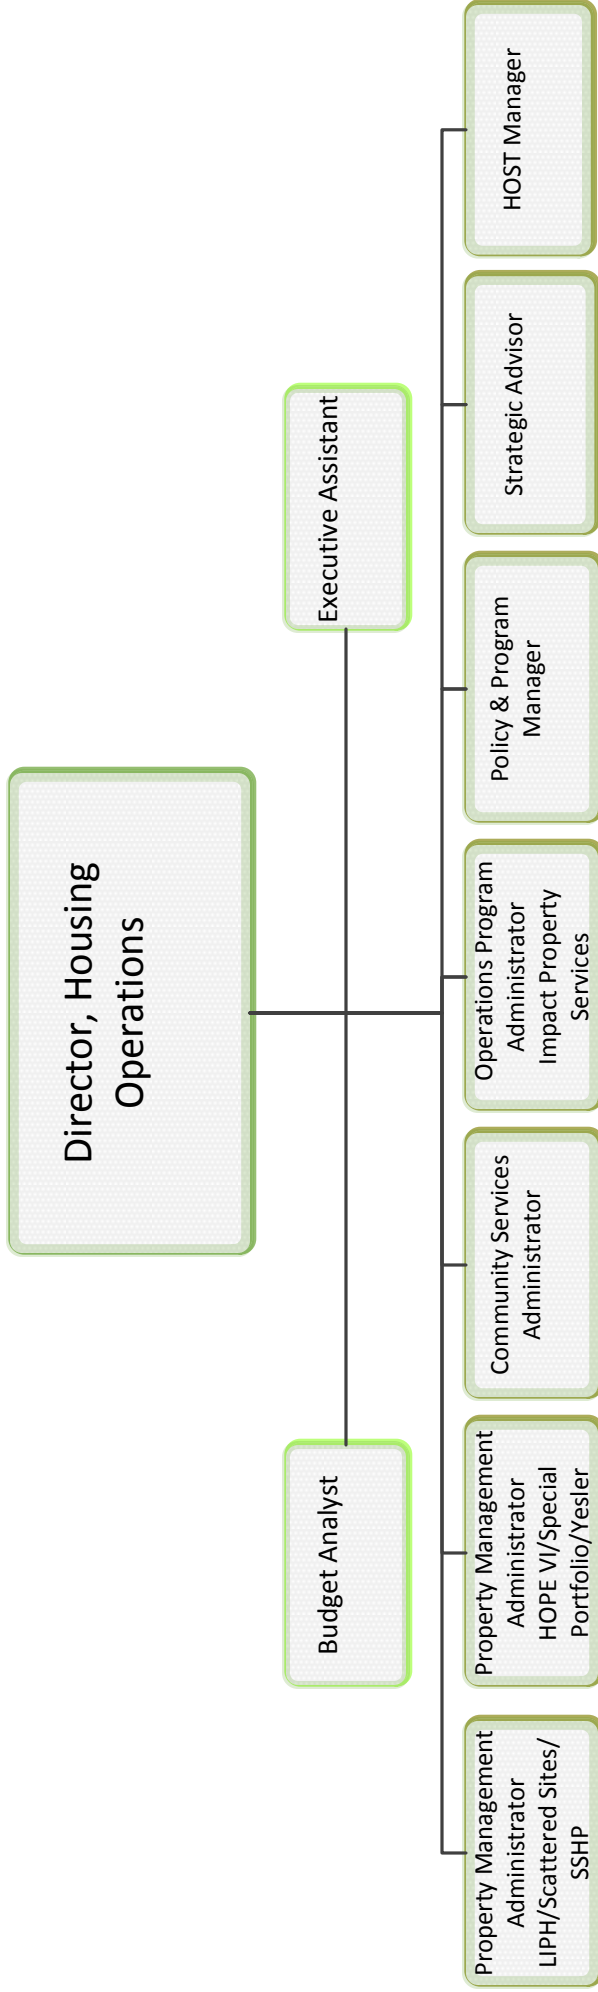 Director, Housing
Operations
Budget Analyst
Executive Assistant
Property Management
Administrator
LIPH/Scattered Sites/
SSHP
Property Management
Administrator
HOPE VI/Special
Portfolio/Yesler
Community Services
Administrator
Operations Program
Administrator
Impact Property
Services
Policy & Program
Manager
Strategic Advisor
HOST Manager